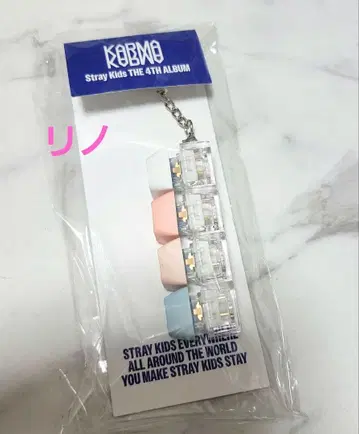 KARMA
KARMA
Stray Kids THE 4TH ALBUM
リノ
STRAY KIDS EVERYWHERE
ALL AROUND THE WORLD
YOU MAKE STRAY KIDS STAY